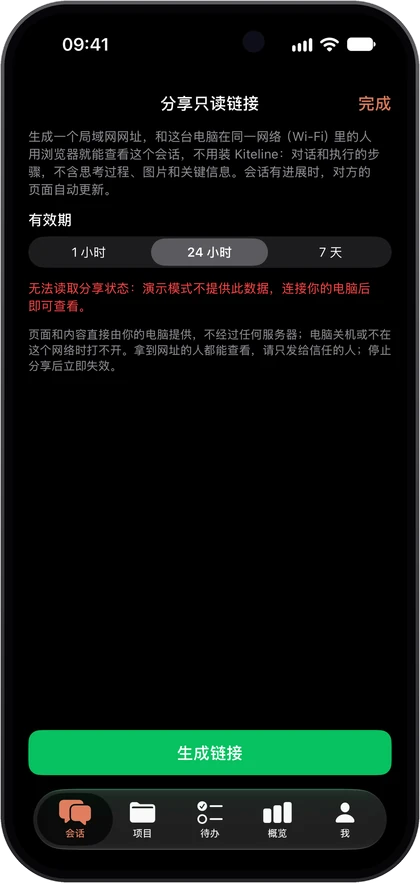 09:41
分享只读链接
完成
生成一个局域网网址，和这台电脑在同一网络（Wi-Fi）里的人
用浏览器就能查看这个会话，不用装 Kiteline：对话和执行的步
骤，不含思考过程、图片和关键信息。会话有进展时，对方的
页面自动更新。
有效期
1 小时
24 小时
7 天
无法读取分享状态：演示模式不提供此数据，连接你的电脑后
即可查看。
页面和内容直接由你的电脑提供，不经过任何服务器；电脑关机或不在
这个网络时打不开。拿到网址的人都能查看，请只发给信任的人；停止
分享后立即失效。
生成链接
会话
项目
待办
概览
我